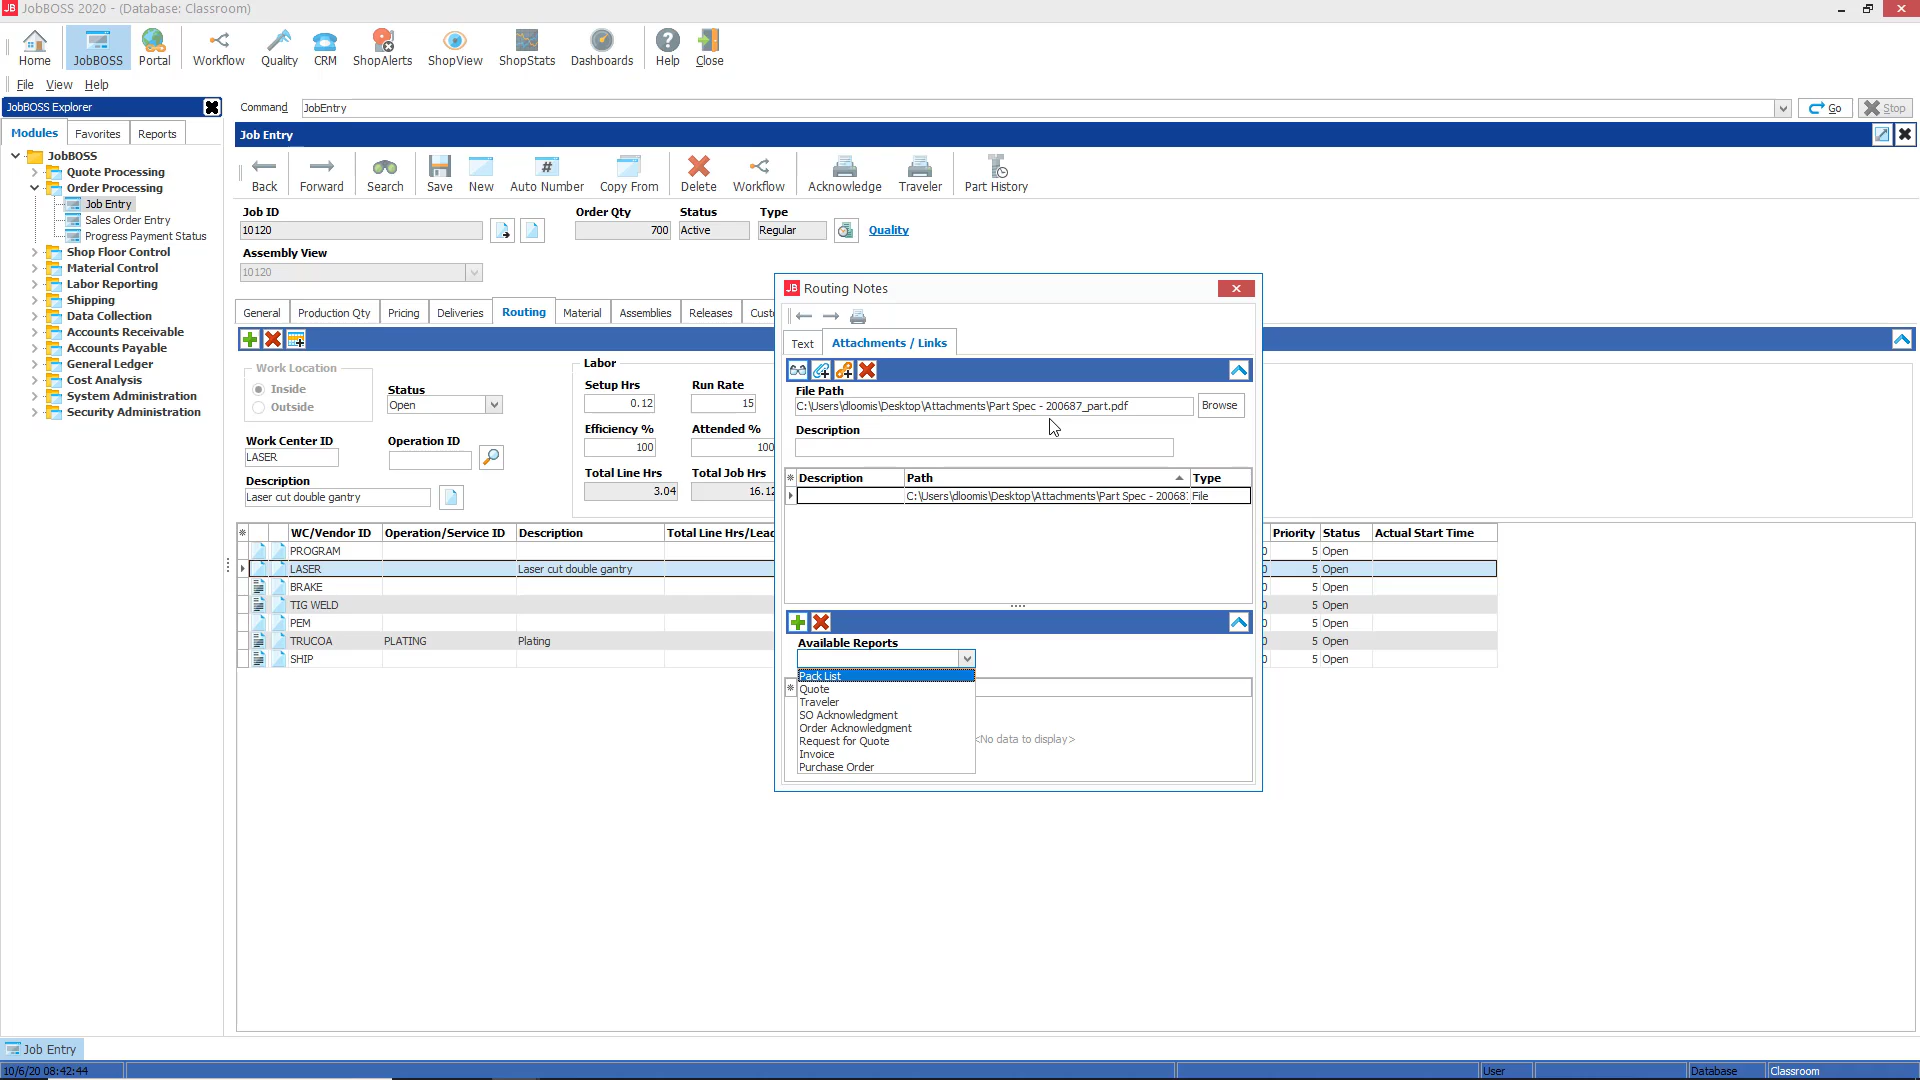 JobBOSS 2020 - (Database: Classroom)
Home JobBOSS Portal Workflow Quality CRM ShopAlerts ShopView ShopStats Dashboards Help Close
File View Help
JobBOSS Explorer
Command JobEntry Go Stop
Modules Favorites Reports
Job Entry
JobBOSS
Quote Processing
Order Processing
Job Entry
Sales Order Entry
Progress Payment Status
Shop Floor Control
Material Control
Labor Reporting
Shipping
Data Collection
Accounts Receivable
Accounts Payable
General Ledger
Cost Analysis
System Administration
Security Administration
Back Forward Search Save New Auto Number Copy From Delete Workflow Acknowledge Traveler Part History
Job ID Order Qty Status Type
10120 700 Active Regular Quality
Assembly View
10120
General Production Qty Pricing Deliveries Routing Material Assemblies Releases
Work Location
Inside
Outside
Status
Open
Work Center ID Operation ID
LASER
Description
Laser cut double gantry
Labor
Setup Hrs Run Rate
0.12 15
Efficiency % Attended %
100 100
Total Line Hrs Total Job Hrs
3.04 16.12
WC/Vendor ID Operation/Service ID Description Total Line Hrs/Lead Priority Status Actual Start Time
PROGRAM 5 Open
LASER Laser cut double gantry 5 Open
BRAKE 5 Open
TIG WELD 5 Open
PEM 5 Open
TRUCOA PLATING Plating 5 Open
SHIP 5 Open
JB Routing Notes
Text Attachments / Links
File Path
C:\Users\dloomis\Desktop\Attachments\Part Spec - 200687_part.pdf Browse
Description
Description Path Type
C:\Users\dloomis\Desktop\Attachments\Part Spec - 20068 File
Available Reports
Pack List
Quote
Traveler
SO Acknowledgment
Order Acknowledgment
Request for Quote
Invoice
Purchase Order
<No data to display>
Job Entry
10/6/20 08:42:44 User Database Classroom